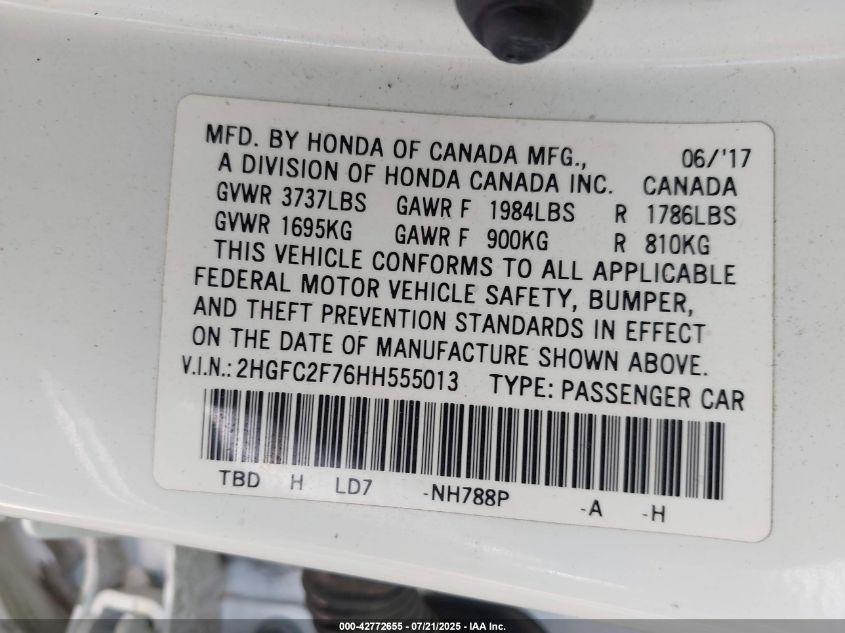 MFD. BY HONDA OF CANADA MFG., 06/'17
A DIVISION OF HONDA CANADA INC. CANADA
GVWR 3737LBS GAWR F 1984LBS R 1786LBS
GVWR 1695KG GAWR F 900KG R 810KG
THIS VEHICLE CONFORMS TO ALL APPLICABLE
FEDERAL MOTOR VEHICLE SAFETY, BUMPER,
AND THEFT PREVENTION STANDARDS IN EFFECT
ON THE DATE OF MANUFACTURE SHOWN ABOVE.
V.I.N.: 2HGFC2F76HH555013 TYPE: PASSENGER CAR
TBD H LD7 -NH788P -A -H
000-42772655 - 07/21/2025 - IAA Inc.